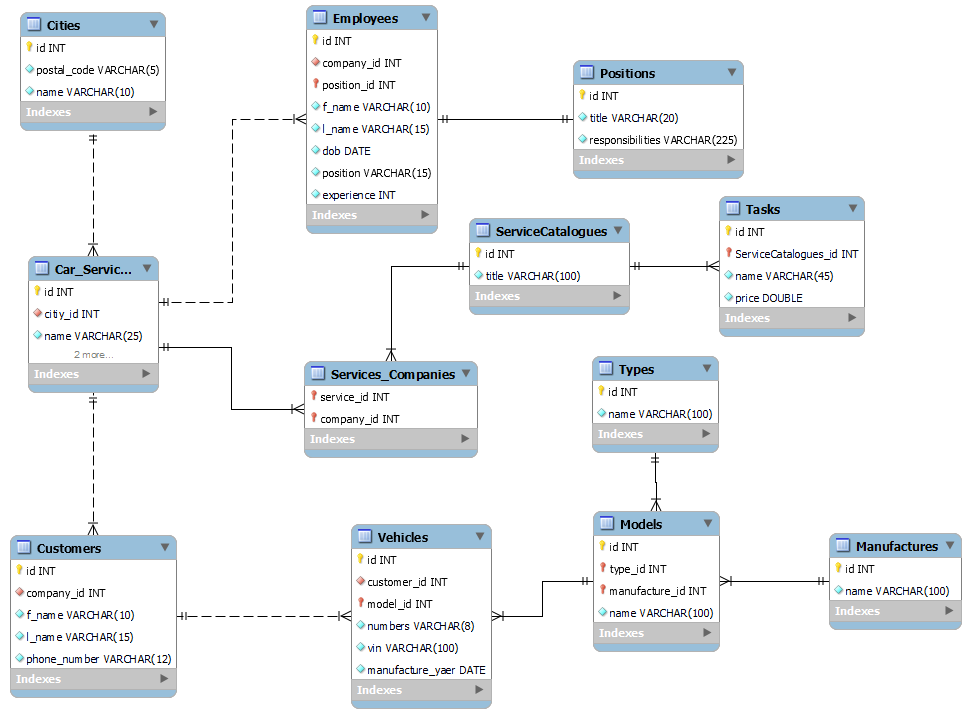 Cities
id INT
postal_code VARCHAR(5)
name VARCHAR(10)
Indexes
Employees
id INT
company_id INT
position_id INT
f_name VARCHAR(10)
l_name VARCHAR(15)
dob DATE
position VARCHAR(15)
experience INT
Indexes
Positions
id INT
title VARCHAR(20)
responsibilities VARCHAR(225)
Indexes
ServiceCatalogues
id INT
title VARCHAR(100)
Indexes
Tasks
id INT
ServiceCatalogues_id INT
name VARCHAR(45)
price DOUBLE
Indexes
Car_Servic...
id INT
citiy_id INT
name VARCHAR(25)
2 more...
Indexes
Services_Companies
service_id INT
company_id INT
Indexes
Types
id INT
name VARCHAR(100)
Indexes
Customers
id INT
company_id INT
f_name VARCHAR(10)
l_name VARCHAR(15)
phone_number VARCHAR(12)
Indexes
Vehicles
id INT
customer_id INT
model_id INT
numbers VARCHAR(8)
vin VARCHAR(100)
manufacture_yaer DATE
Indexes
Models
id INT
type_id INT
manufacture_id INT
name VARCHAR(100)
Indexes
Manufactures
id INT
name VARCHAR(100)
Indexes